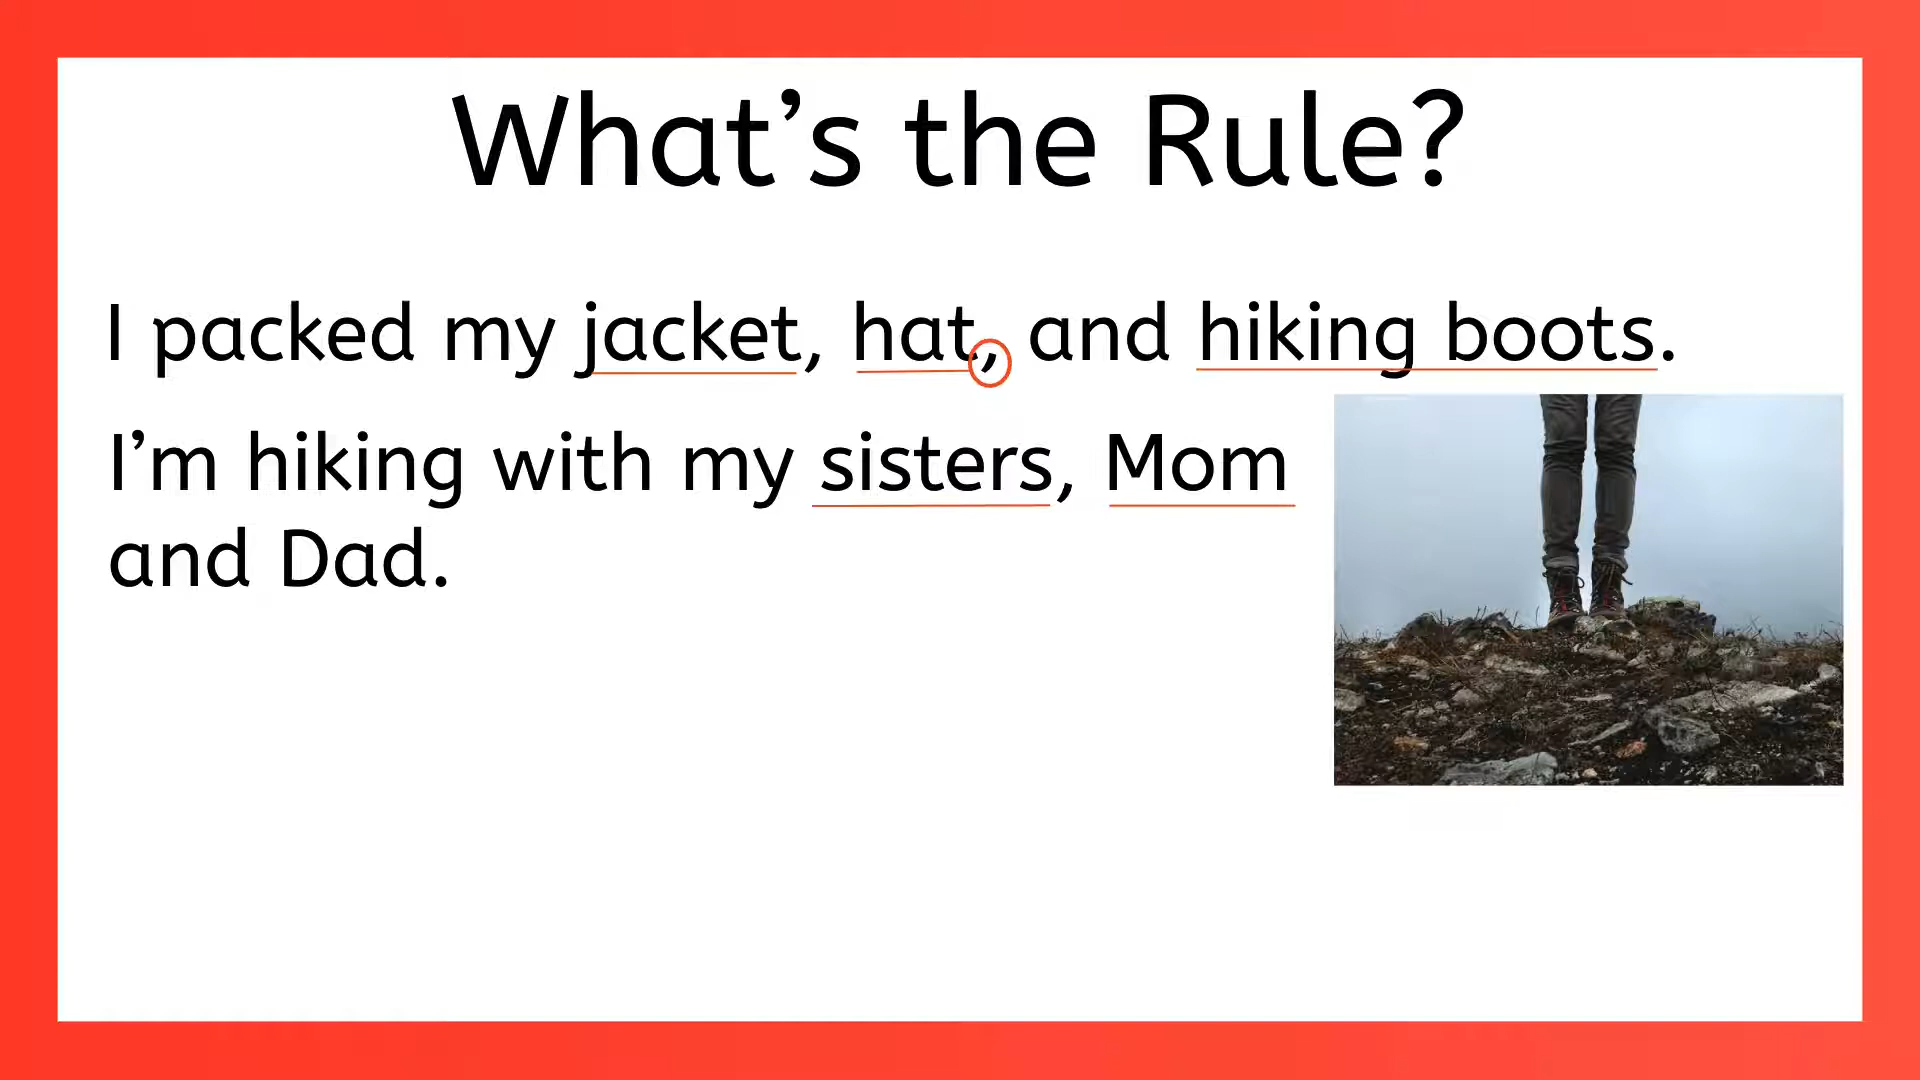 What’s the Rule?
I packed my jacket, hat, and hiking boots.
I’m hiking with my sisters, Mom
and Dad.